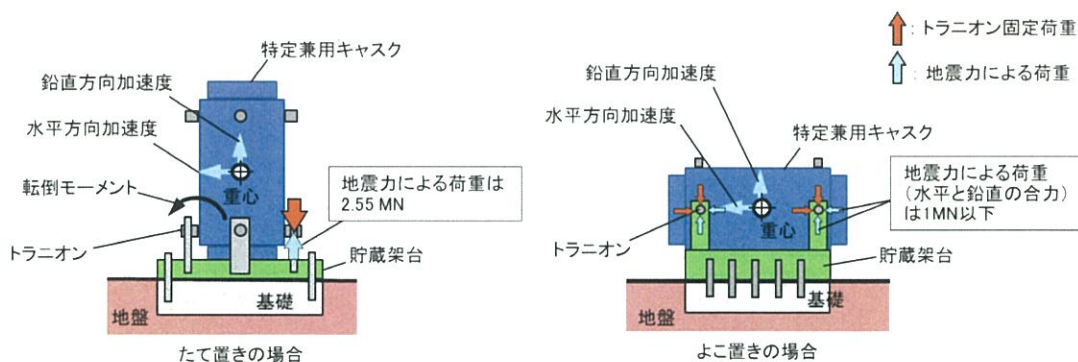 特定兼用キャスク
鉛直方向加速度
水平方向加速度
転倒モーメント
重心
地震力による荷重は
2.55 MN
トラニオン
貯蔵架台
基礎
地盤
たて置きの場合
:トラニオン固定荷重
:地震力による荷重
鉛直方向加速度
水平方向加速度
特定兼用キャスク
地震力による荷重
(水平と鉛直の合力)
は1MN以下
重心
トラニオン
貯蔵架台
基礎
地盤
よこ置きの場合